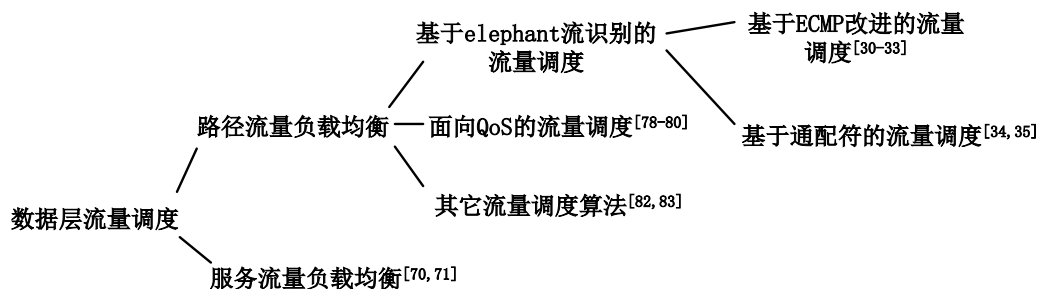 基于elephant流识别的
流量调度
基于ECMP改进的流量
调度[30-33]
路径流量负载均衡
面向QoS的流量调度[78-80]
基于通配符的流量调度[34,35]
其它流量调度算法[82,83]
数据层流量调度
服务流量负载均衡[70,71]